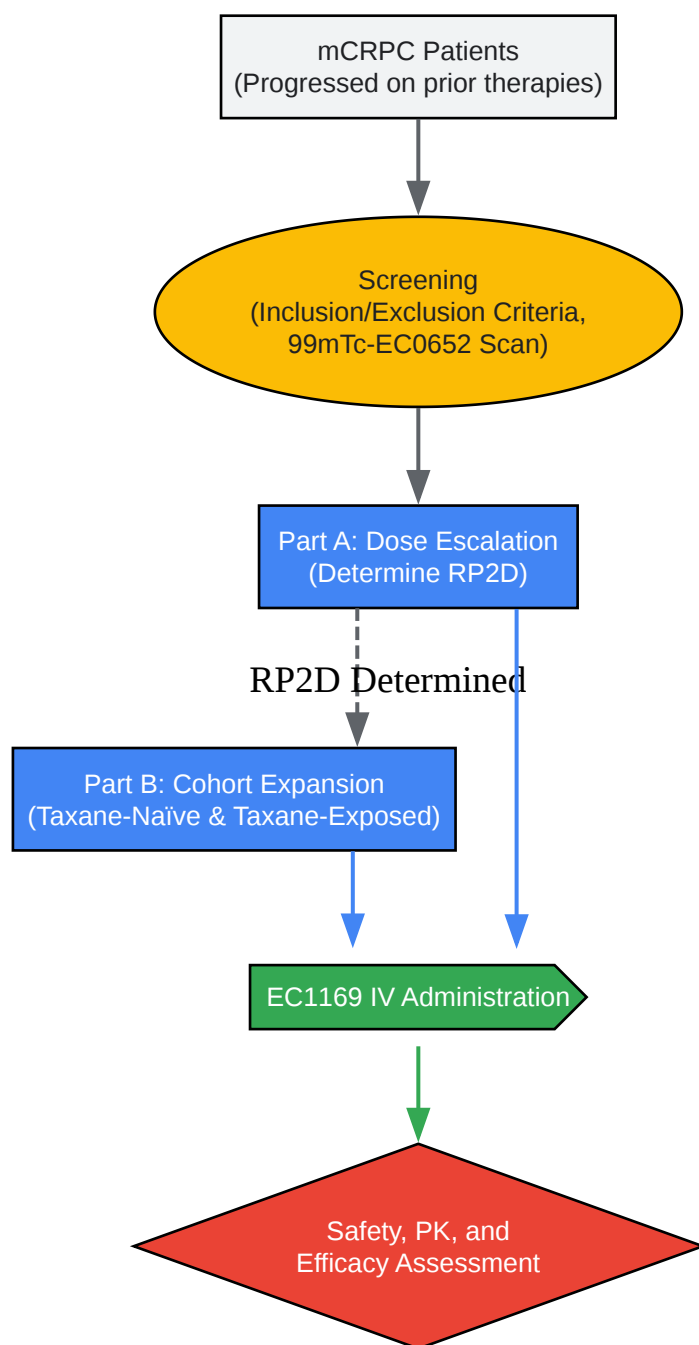 mCRPC Patients
(Progressed on prior therapies)
Screening
(Inclusion/Exclusion Criteria,
99mTc-EC0652 Scan)
Part A: Dose Escalation
(Determine RP2D)
RP2D Determined
Part B: Cohort Expansion
(Taxane-Naïve & Taxane-Exposed)
EC1169 IV Administration
Safety, PK, and
Efficacy Assessment